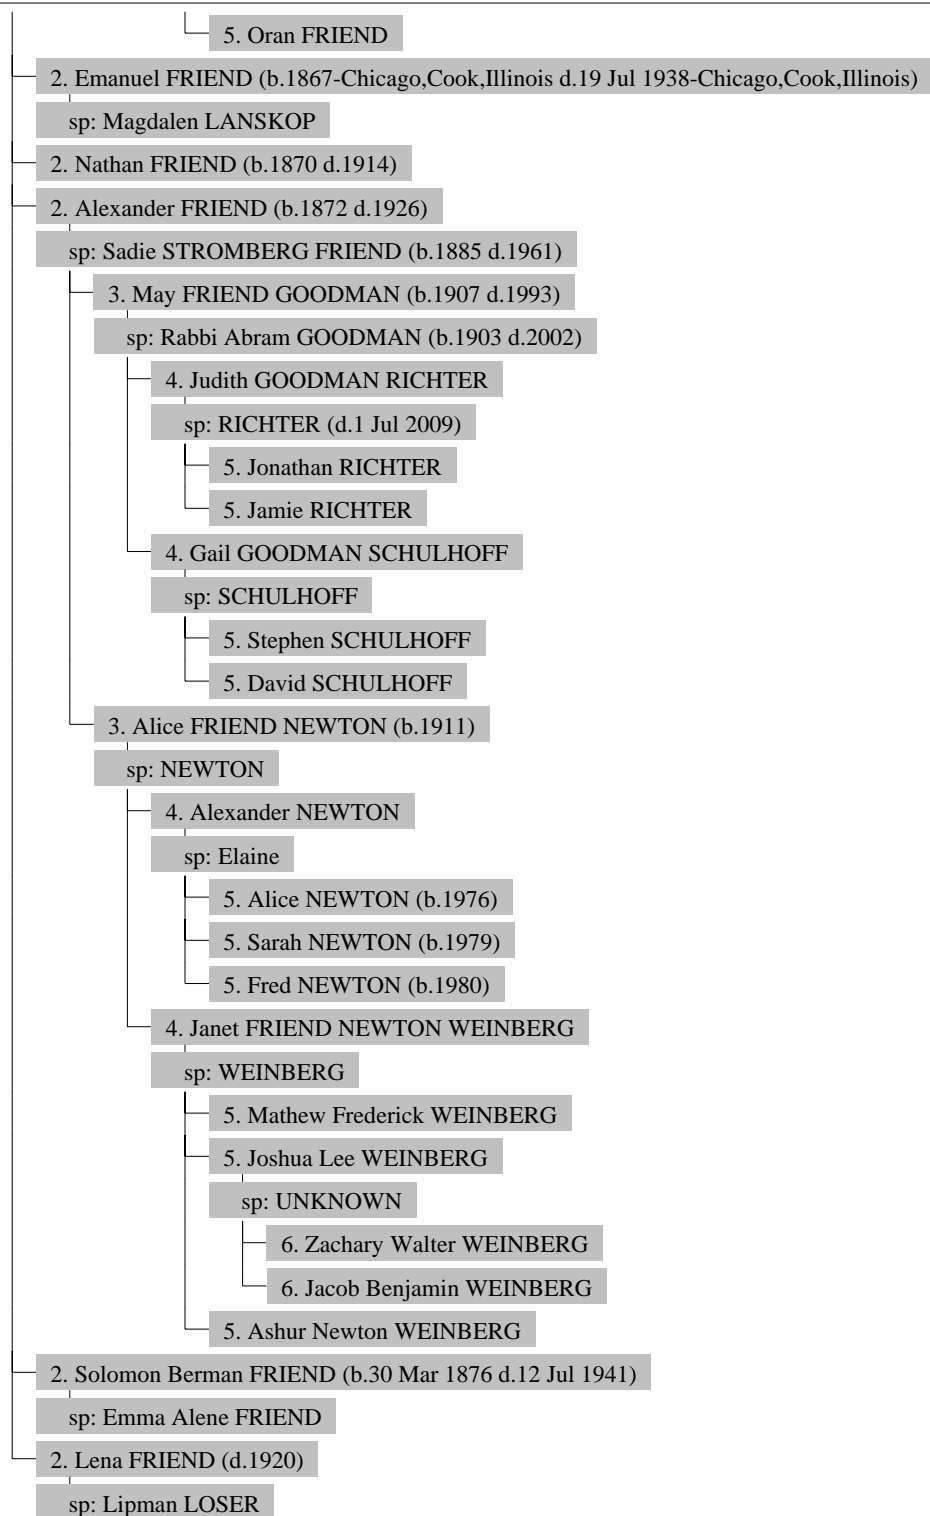 5. Oran FRIEND
2. Emanuel FRIEND (b.1867-Chicago,Cook,Illinois d.19 Jul 1938-Chicago,Cook,Illinois)
sp: Magdalen LANSKOP
2. Nathan FRIEND (b.1870 d.1914)
2. Alexander FRIEND (b.1872 d.1926)
sp: Sadie STROMBERG FRIEND (b.1885 d.1961)
3. May FRIEND GOODMAN (b.1907 d.1993)
sp: Rabbi Abram GOODMAN (b.1903 d.2002)
4. Judith GOODMAN RICHTER
sp: RICHTER (d.1 Jul 2009)
5. Jonathan RICHTER
5. Jamie RICHTER
4. Gail GOODMAN SCHULHOFF
sp: SCHULHOFF
5. Stephen SCHULHOFF
5. David SCHULHOFF
3. Alice FRIEND NEWTON (b.1911)
sp: NEWTON
4. Alexander NEWTON
sp: Elaine
5. Alice NEWTON (b.1976)
5. Sarah NEWTON (b.1979)
5. Fred NEWTON (b.1980)
4. Janet FRIEND NEWTON WEINBERG
sp: WEINBERG
5. Mathew Frederick WEINBERG
5. Joshua Lee WEINBERG
sp: UNKNOWN
6. Zachary Walter WEINBERG
6. Jacob Benjamin WEINBERG
5. Ashur Newton WEINBERG
2. Solomon Berman FRIEND (b.30 Mar 1876 d.12 Jul 1941)
sp: Emma Alene FRIEND
2. Lena FRIEND (d.1920)
sp: Lipman LOSER